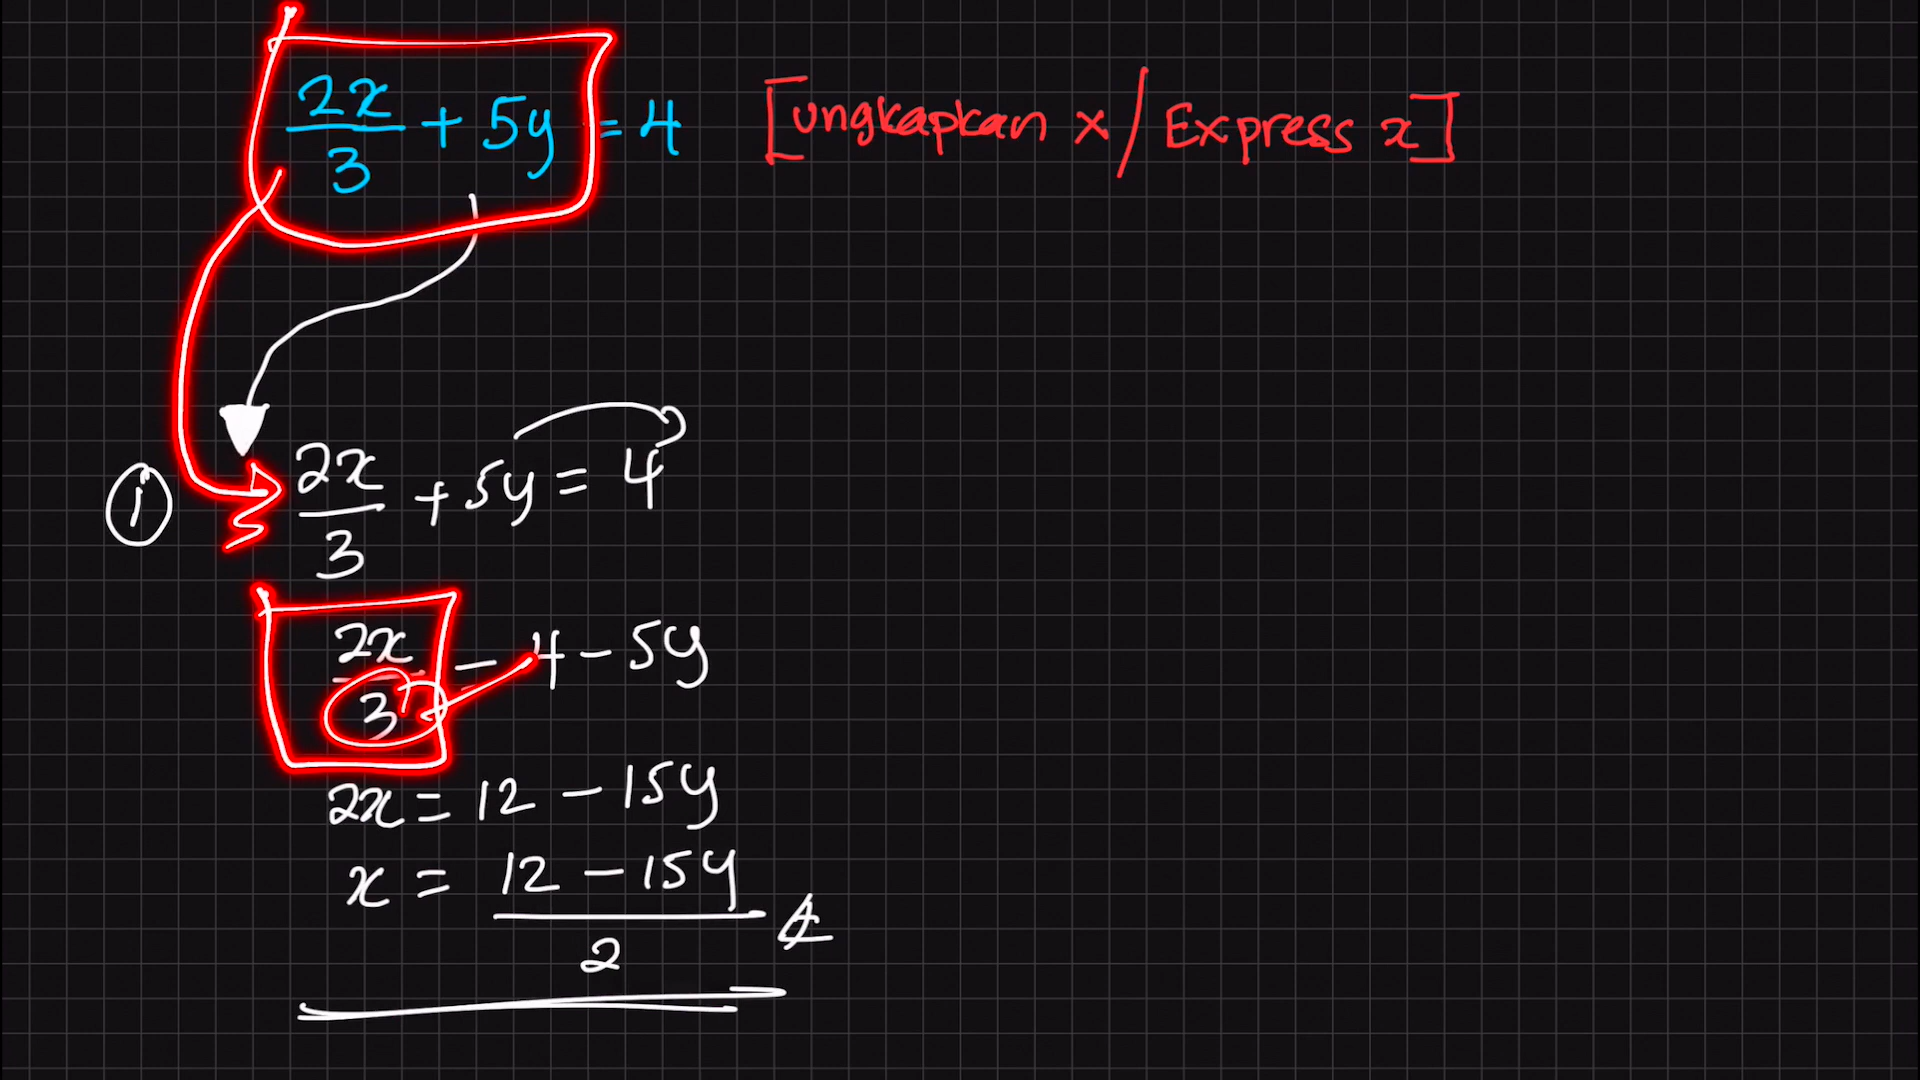 2x/3 + 5y = 4 [ungkapkan x / Express x]
① 2x/3 + 5y = 4
2x/3 = 4 - 5y
2x = 12 - 15y
x = 12 - 15y / 2